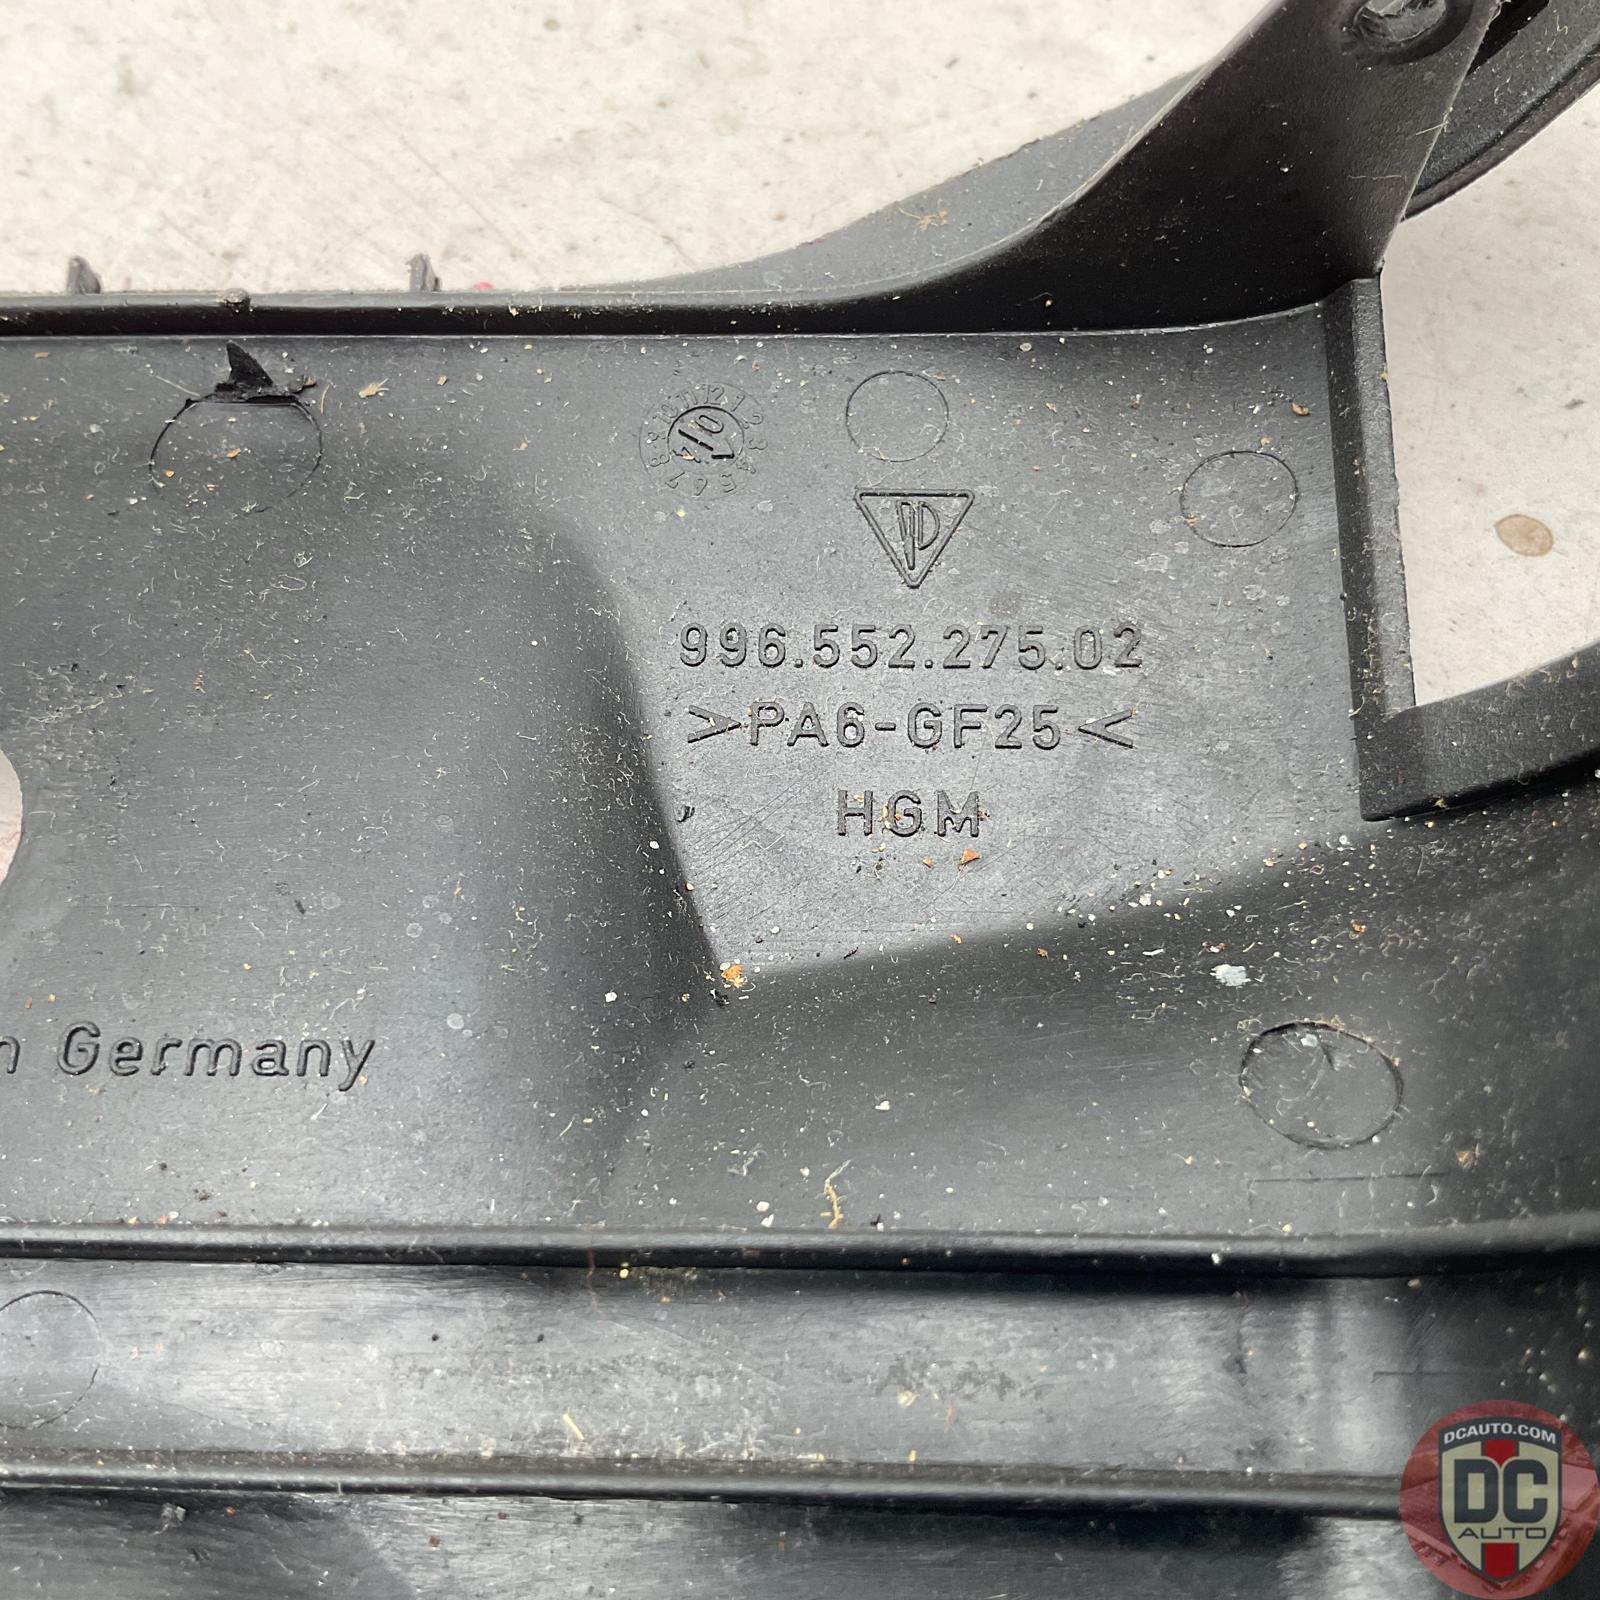 996.552.275.02
>PA6-GF25<
HGM
Germany
DCAUTO.COM
DC
AUTO